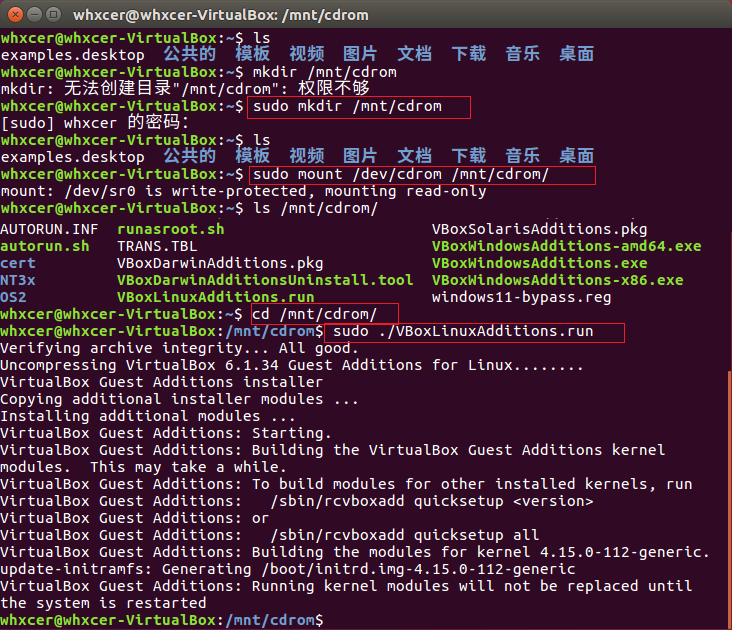 whxcer@whxcer-VirtualBox: /mnt/cdrom
whxcer@whxcer-VirtualBox:~$ ls
examples.desktop 公共的 模板 视频 图片 文档 下载 音乐 桌面
whxcer@whxcer-VirtualBox:~$ mkdir /mnt/cdrom
mkdir: 无法创建目录"/mnt/cdrom": 权限不够
whxcer@whxcer-VirtualBox:~$ sudo mkdir /mnt/cdrom
[sudo] whxcer 的密码：
whxcer@whxcer-VirtualBox:~$ ls
examples.desktop 公共的 模板 视频 图片 文档 下载 音乐 桌面
whxcer@whxcer-VirtualBox:~$ sudo mount /dev/cdrom /mnt/cdrom/
mount: /dev/sr0 is write-protected, mounting read-only
whxcer@whxcer-VirtualBox:~$ ls /mnt/cdrom/
AUTORUN.INF runasroot.sh VBoxSolarisAdditions.pkg
autorun.sh TRANS.TBL VBoxWindowsAdditions-amd64.exe
cert VBoxDarwinAdditions.pkg VBoxWindowsAdditions.exe
NT3x VBoxDarwinAdditionsUninstall.tool VBoxWindowsAdditions-x86.exe
OS2 VBoxLinuxAdditions.run windows11-bypass.reg
whxcer@whxcer-VirtualBox:~$ cd /mnt/cdrom/
whxcer@whxcer-VirtualBox:/mnt/cdrom$ sudo ./VBoxLinuxAdditions.run
Verifying archive integrity... All good.
Uncompressing VirtualBox 6.1.34 Guest Additions for Linux........
VirtualBox Guest Additions installer
Copying additional installer modules ...
Installing additional modules ...
VirtualBox Guest Additions: Starting.
VirtualBox Guest Additions: Building the VirtualBox Guest Additions kernel
modules.  This may take a while.
VirtualBox Guest Additions: To build modules for other installed kernels, run
VirtualBox Guest Additions:   /sbin/rcvboxadd quicksetup <version>
VirtualBox Guest Additions: or
VirtualBox Guest Additions:   /sbin/rcvboxadd quicksetup all
VirtualBox Guest Additions: Building the modules for kernel 4.15.0-112-generic.
update-initramfs: Generating /boot/initrd.img-4.15.0-112-generic
VirtualBox Guest Additions: Running kernel modules will not be replaced until
the system is restarted
whxcer@whxcer-VirtualBox:/mnt/cdrom$